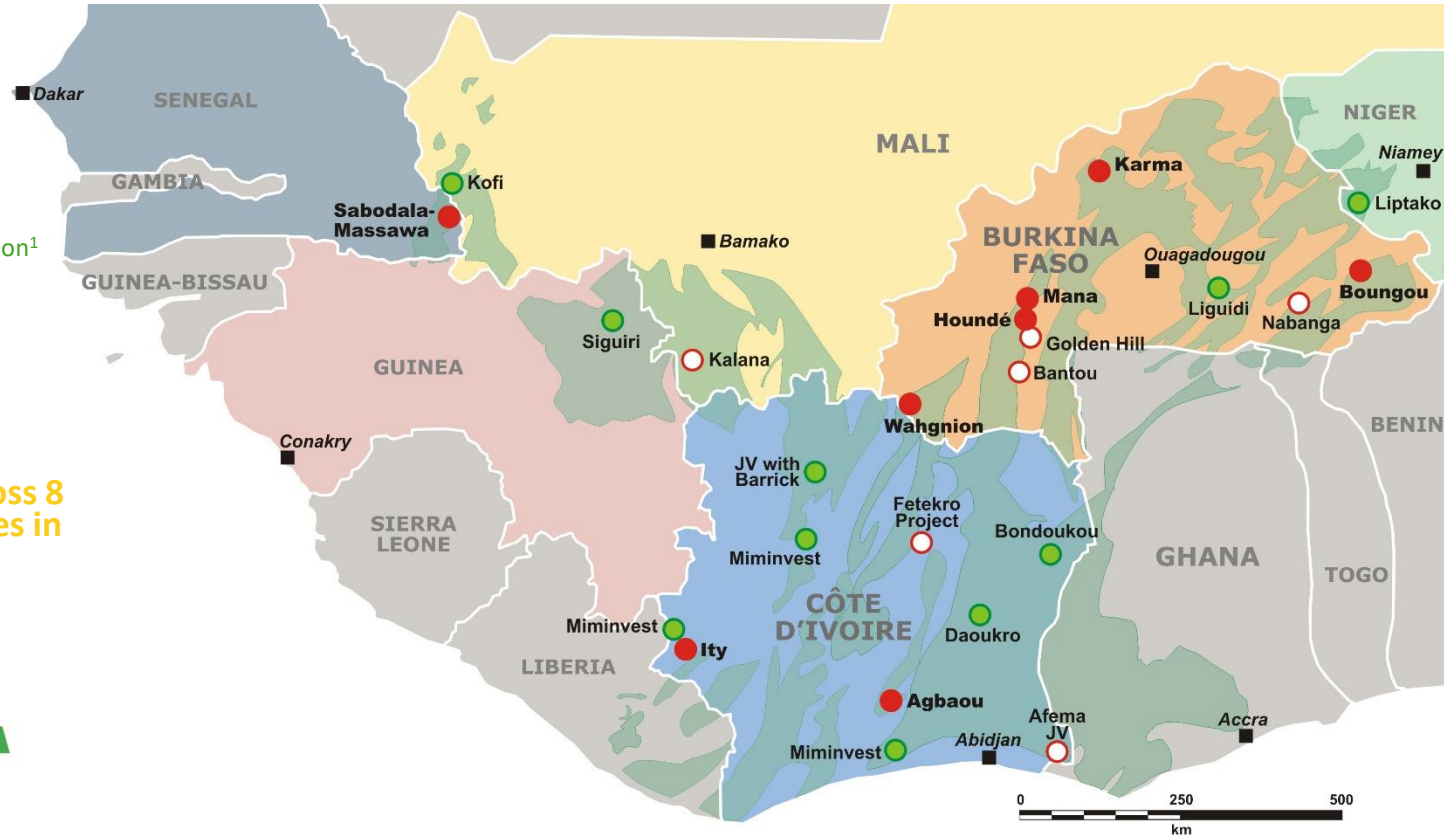 Dakar
SENEGAL
GAMBIA
Kofi
Sabodala-
Massawa
on¹
GUINEA-BISSAU
MALI
Bamako
Karma
NIGER
Niamey
Liptako
BURKINA
FASO
Ouagadougou
Mana
Houndé
Golden Hill
Bantou
Liguidi
Nabanga
Boungou
Siguiri
Kalana
GUINEA
Wahgnion
Conakry
BENIN
JV with
Barrick
oss 8
es in
SIERRA
LEONE
Fetekro
Project
Miminvest
Bondoukou
GHANA
TOGO
CÔTE
D'IVOIRE
Daoukro
Miminvest
Ity
LIBERIA
Agbaou
Miminvest
Abidjan
Afema
JV
Accra
A
0 250 500
km